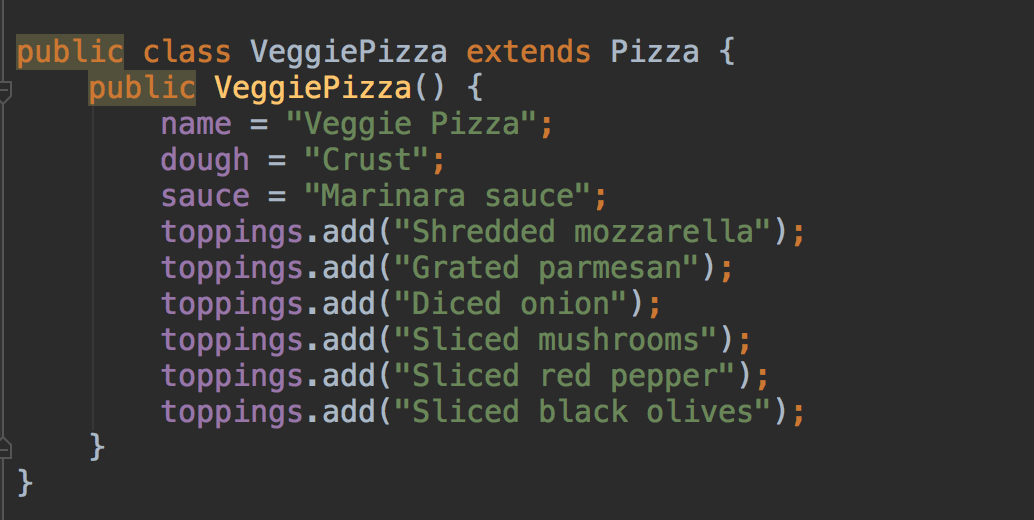 public class VeggiePizza extends Pizza {
    public VeggiePizza() {
        name = "Veggie Pizza";
        dough = "Crust";
        sauce = "Marinara sauce";
        toppings.add("Shredded mozzarella");
        toppings.add("Grated parmesan");
        toppings.add("Diced onion");
        toppings.add("Sliced mushrooms");
        toppings.add("Sliced red pepper");
        toppings.add("Sliced black olives");
    }
}